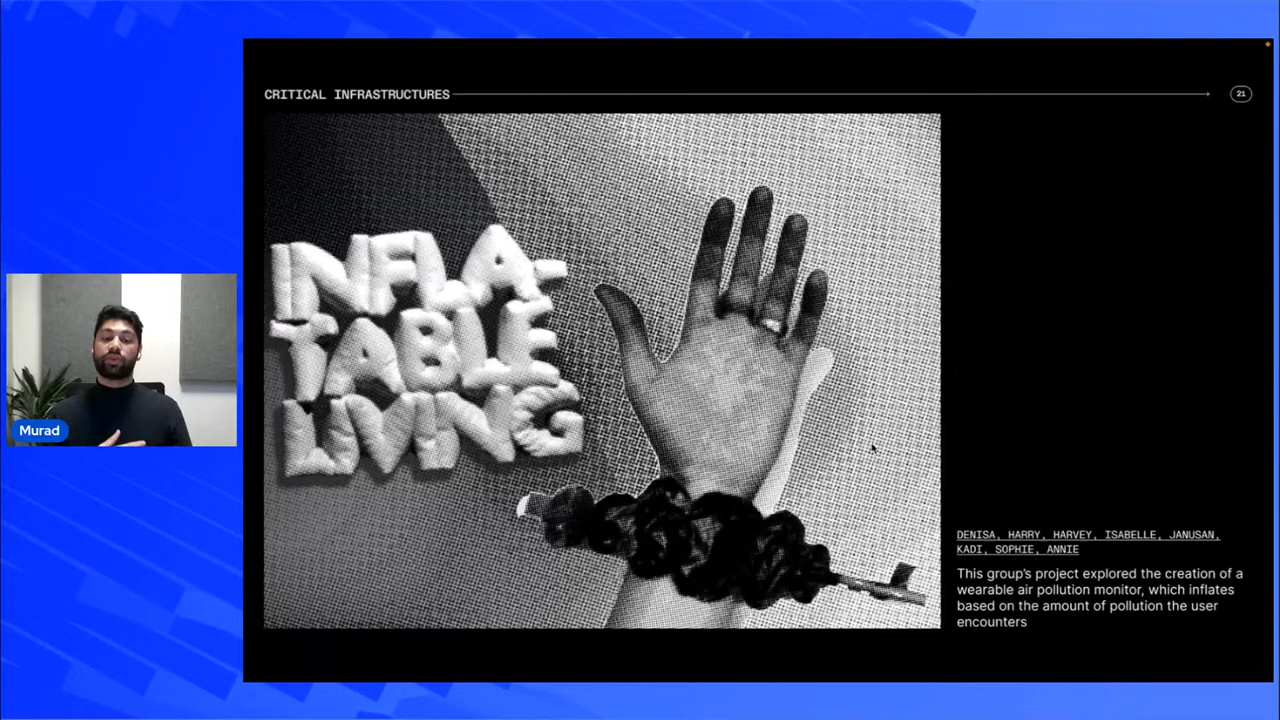 CRITICAL INFRASTRUCTURES
21
INFLA-
TABLE
LIVING
Murad
DENISA, HARRY, HARVEY, ISABELLE, JANUSAN,
KADI, SOPHIE, ANNIE
This group's project explored the creation of a
wearable air pollution monitor, which inflates
based on the amount of pollution the user
encounters